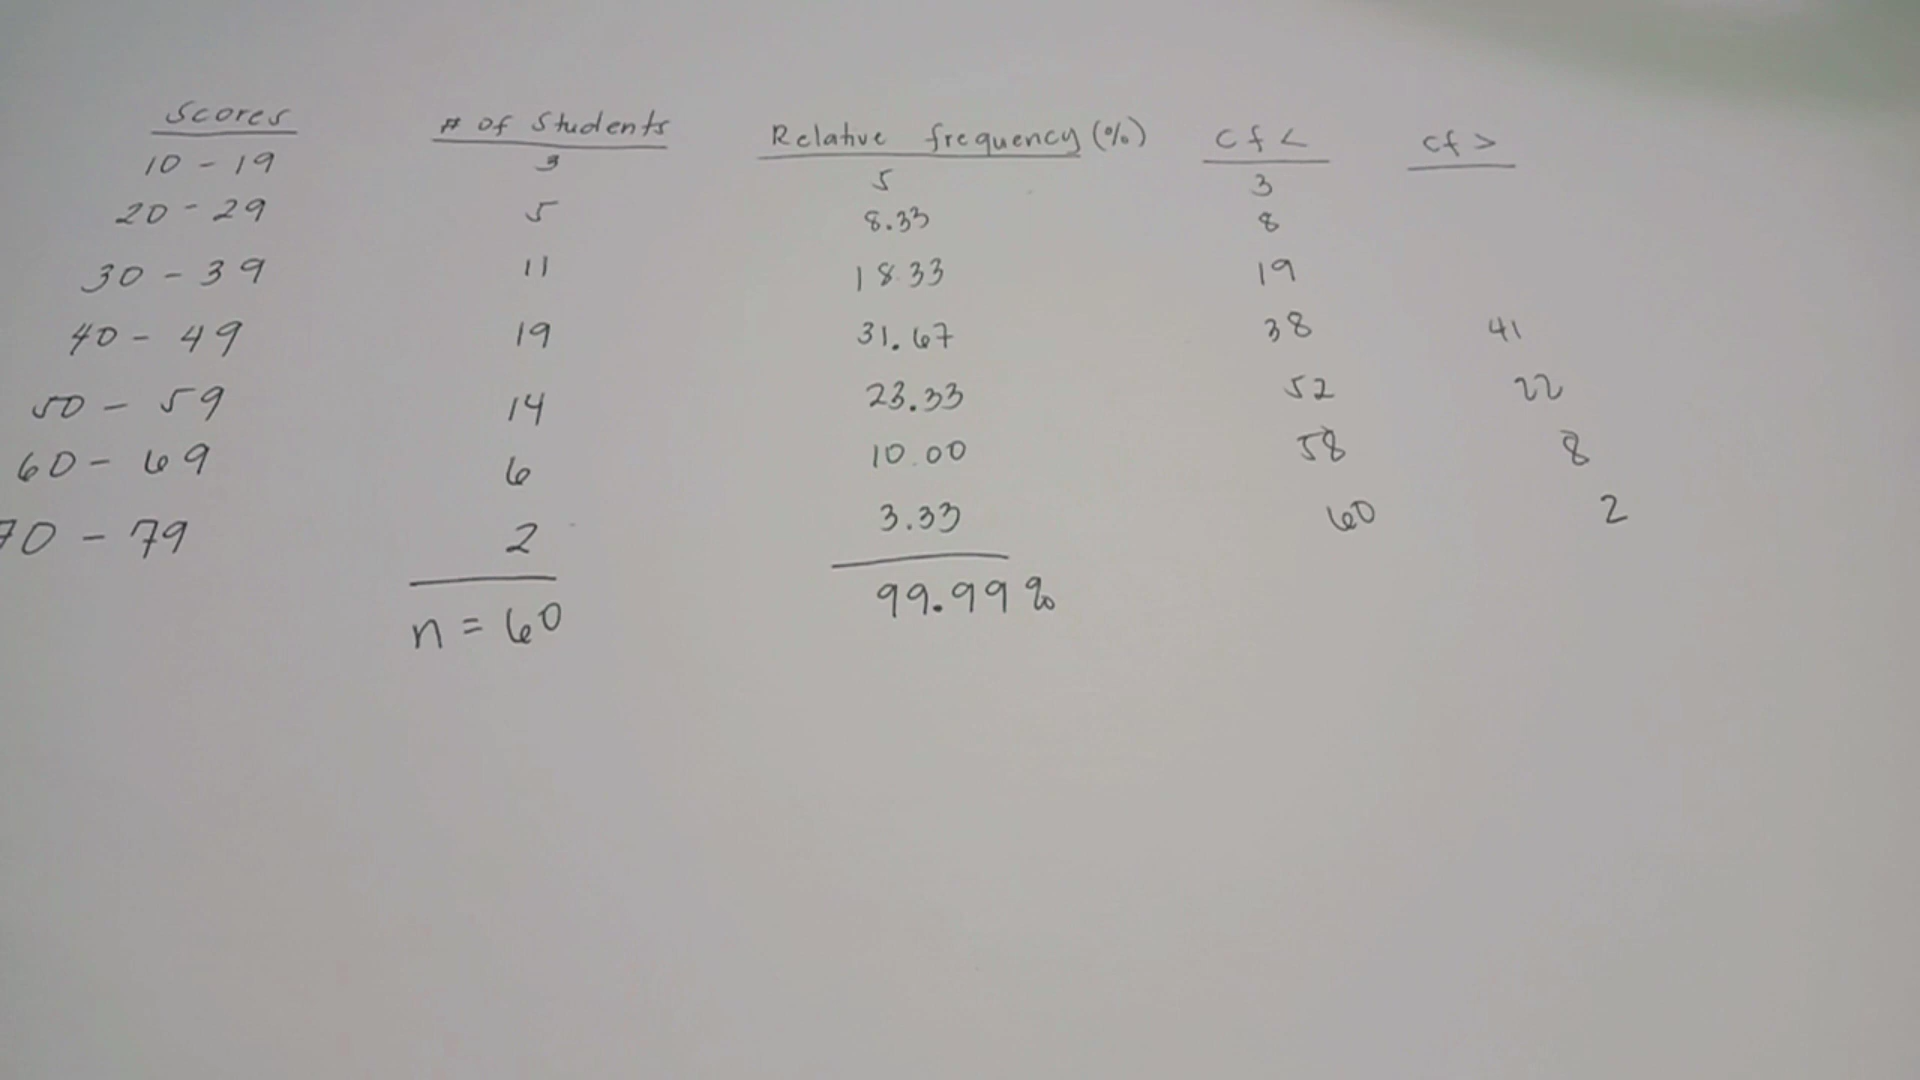 Scores # of Students Relative frequency (%) cf < cf >
10 - 19 3 5 3
20 - 29 5 8.33 8
30 - 39 11 18.33 19
40 - 49 19 31.67 38 41
50 - 59 14 23.33 52 22
60 - 69 6 10.00 58 8
70 - 79 2 3.33 60 2
n = 60 99.99 %